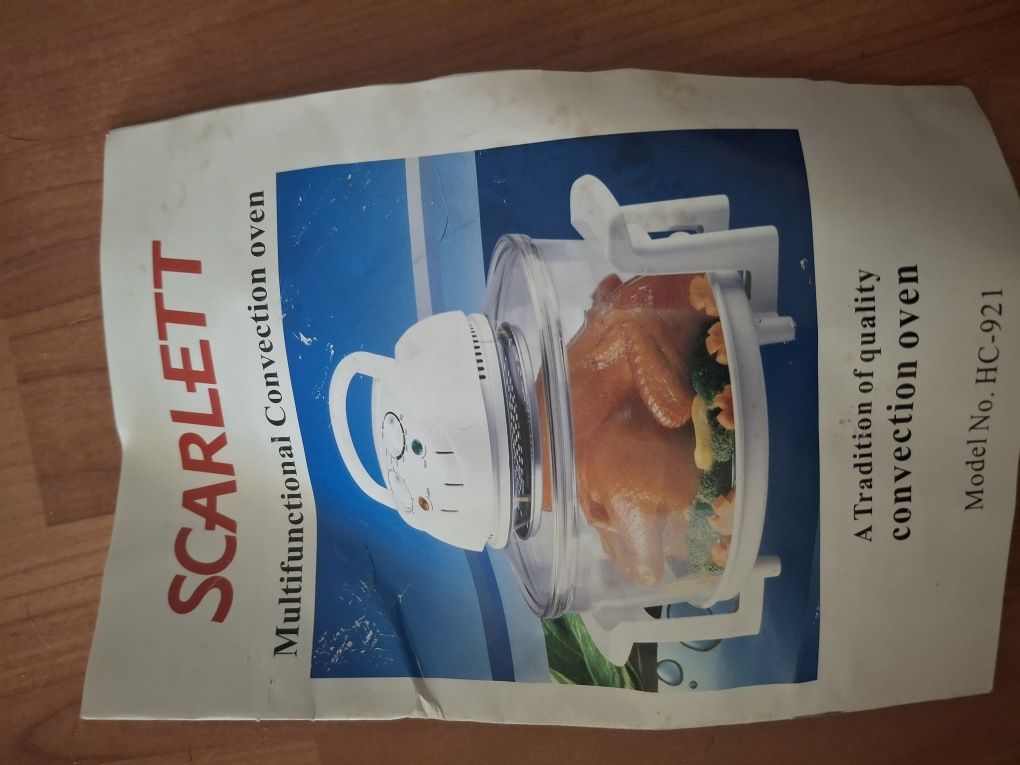 SCARLETT
Multifunctional Convection oven
A Tradition of quality
convection oven
Model No. HC-921